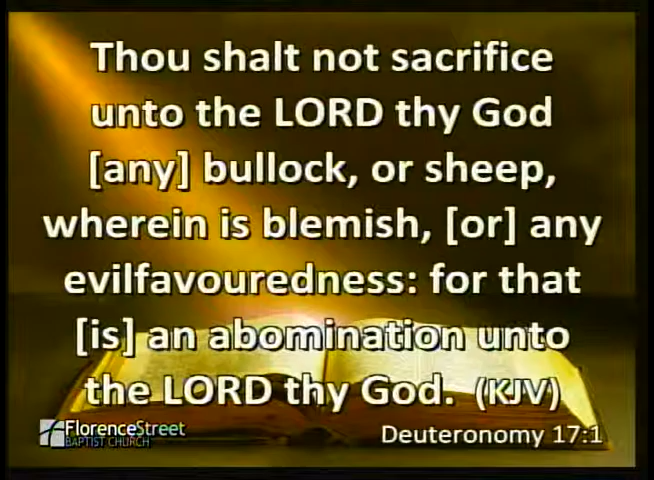 Thou shalt not sacrifice
unto the LORD thy God
[any] bullock, or sheep,
wherein is blemish, [or] any
evilfavouredness: for that
[is] an abomination unto
the LORD thy God. (KJV)
FlorenceStreet
BAPTIST CHURCH
Deuteronomy 17:1